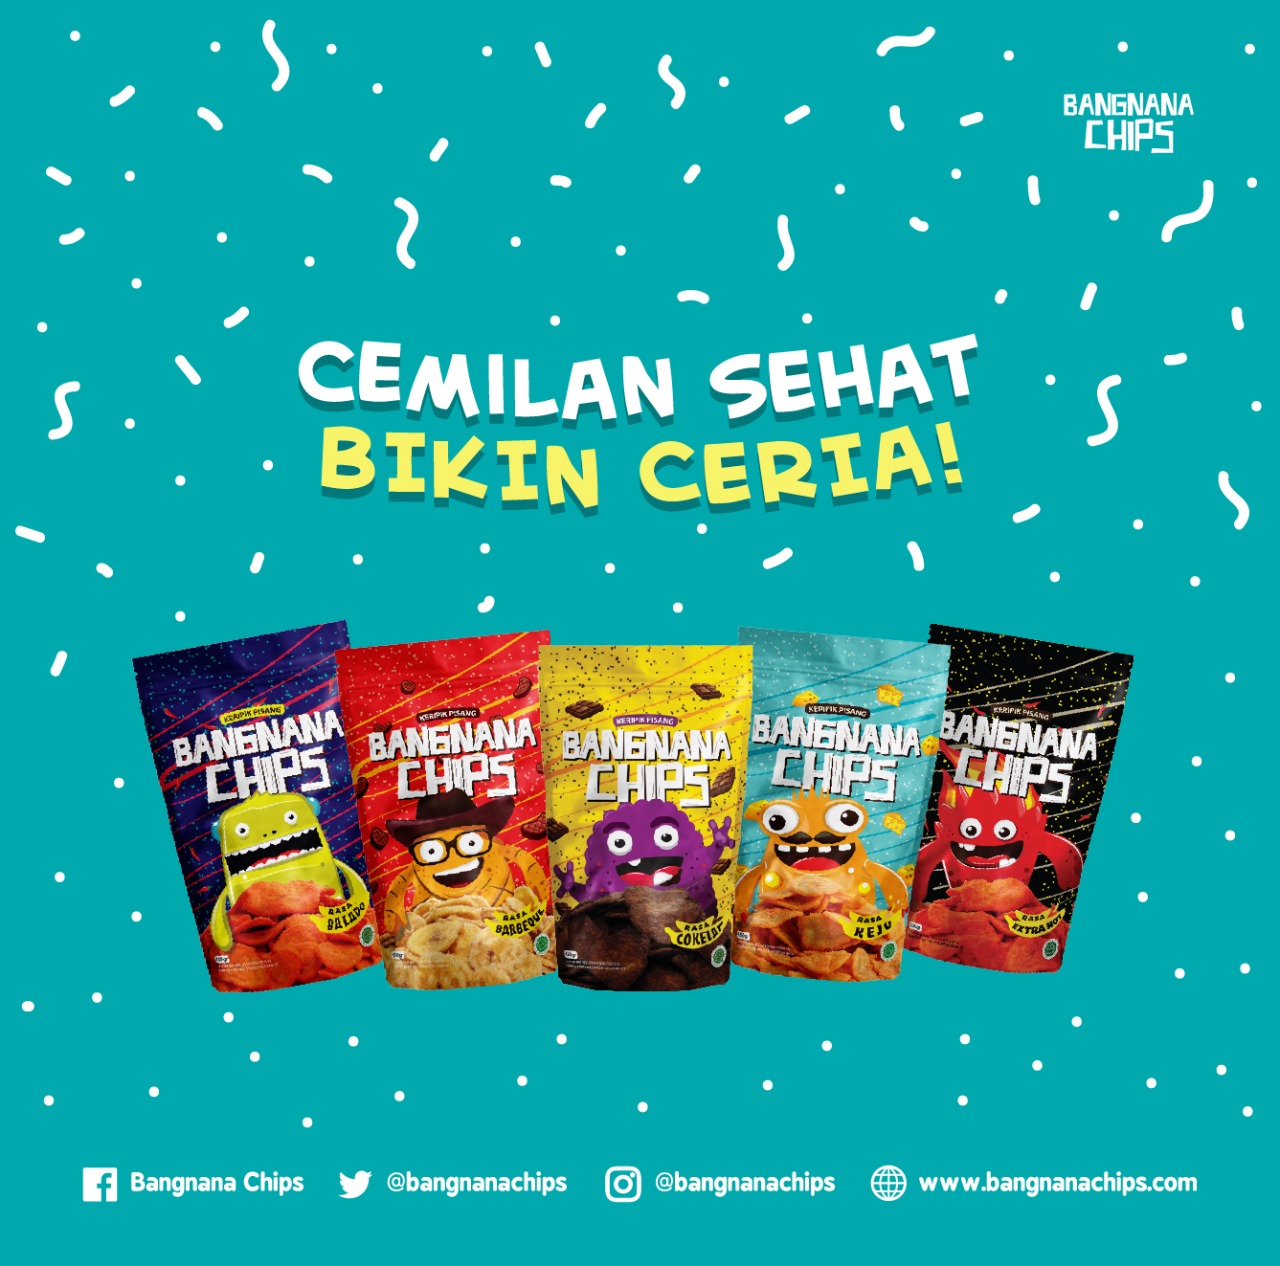 BANGNANA
CHIPS
CEMILAN SEHAT
BIKIN CERIA!
KERIPIK PISANG
BANGNANA
CHIPS
RASA
BALADO
KERIPIK PISANG
BANGNANA
CHIPS
RASA
BARBEQUE
KERIPIK PISANG
BANGNANA
CHIPS
RASA
COKELAT
KERIPIK PISANG
BANGNANA
CHIPS
RASA
KEJU
KERIPIK PISANG
BANGNANA
CHIPS
RASA
EXTRA HOT
Bangnana Chips
@bangnanachips
@bangnanachips
www.bangnanachips.com